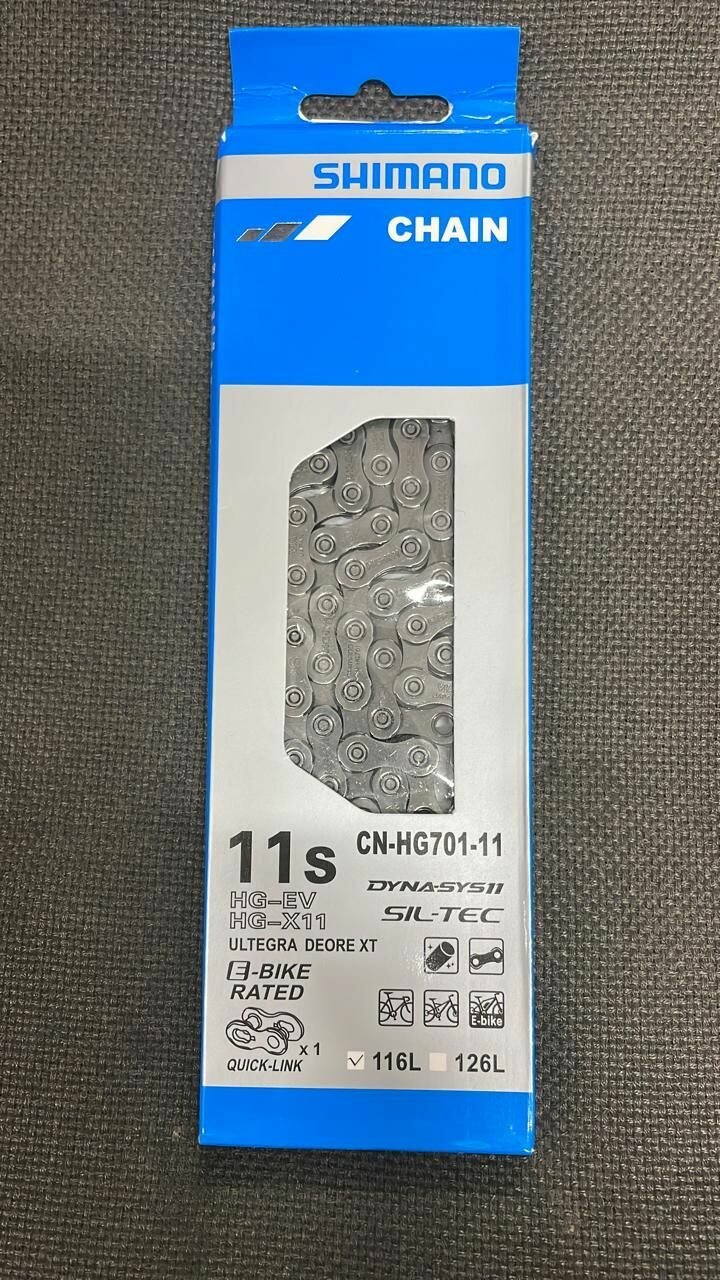 SHIMANO
CHAIN
11s
CN-HG701-11
HG-EV
HG-X11
DYNA-SYS11
SIL-TEC
ULTEGRA DEORE XT
E-BIKE
RATED
E-bike
x 1
QUICK-LINK
116L
126L